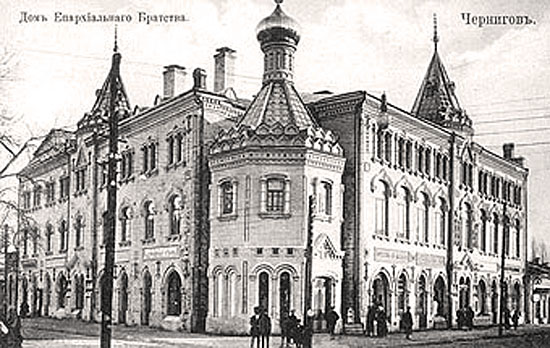 Домъ Епархіальнаго Братства.
Черниговъ.